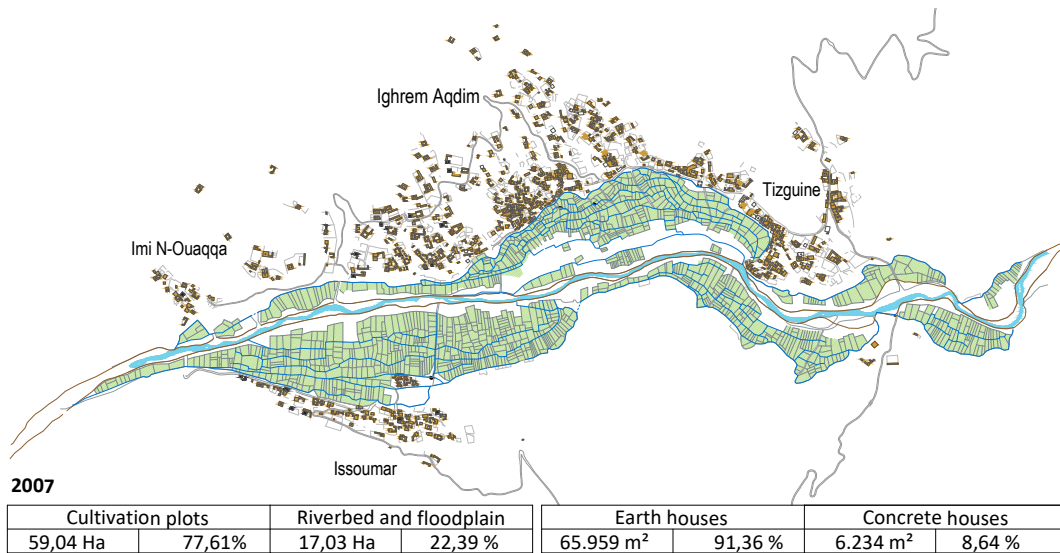 Ighrem Aqdim
Tizguine
Imi N-Ouaqqa
Issoumar
2007
Cultivation plots Riverbed and floodplain Earth houses Concrete houses
59,04 Ha 77,61% 17,03 Ha 22,39 % 65.959 m² 91,36 % 6.234 m² 8,64 %